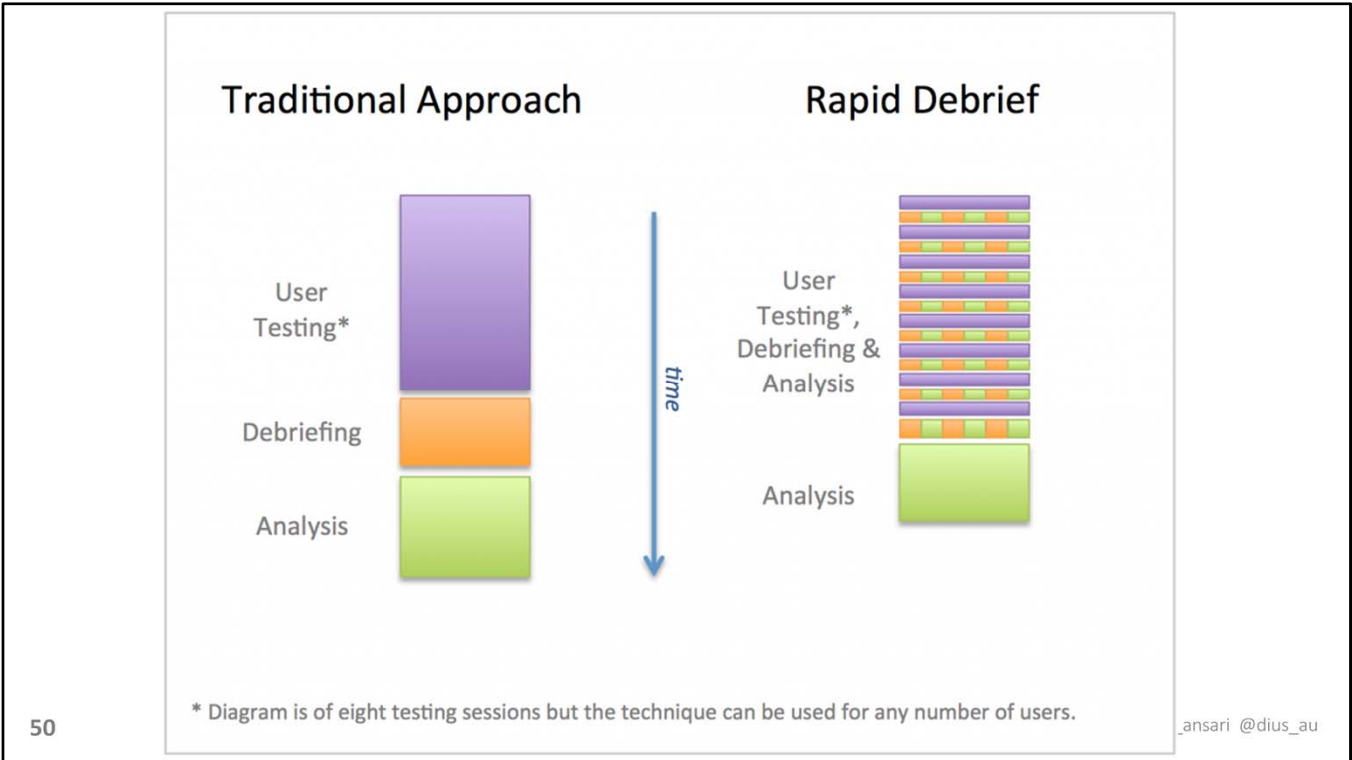 Traditional Approach
Rapid Debrief
User
Testing*
Debriefing
Analysis
time
User
Testing*,
Debriefing &
Analysis
Analysis
* Diagram is of eight testing sessions but the technique can be used for any number of users.
50
_ansari @dius_au